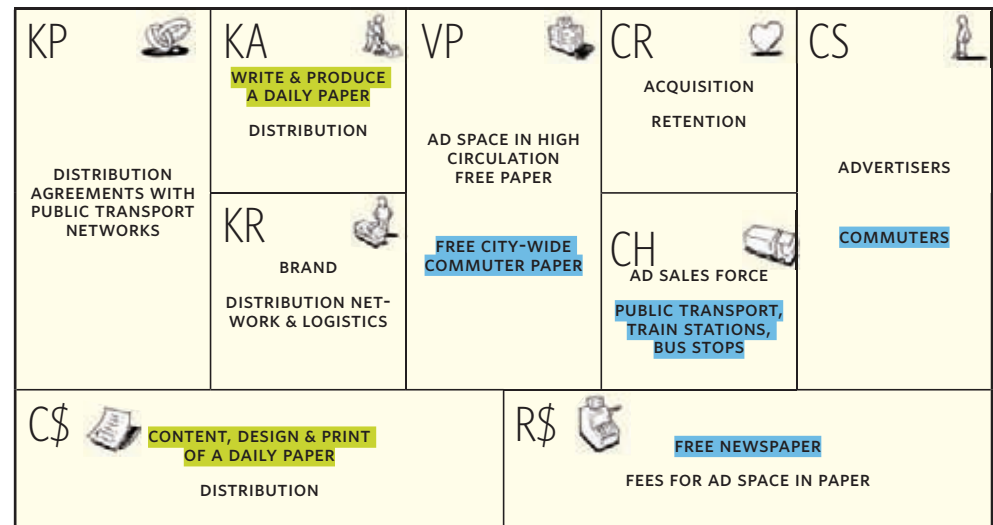 KP
DISTRIBUTION
AGREEMENTS WITH
PUBLIC TRANSPORT
NETWORKS
KA
WRITE & PRODUCE
A DAILY PAPER
DISTRIBUTION
KR
BRAND
DISTRIBUTION NET-
WORK & LOGISTICS
VP
AD SPACE IN HIGH
CIRCULATION
FREE PAPER
FREE CITY-WIDE
COMMUTER PAPER
CR
ACQUISITION
RETENTION
CH
AD SALES FORCE
PUBLIC TRANSPORT,
TRAIN STATIONS,
BUS STOPS
CS
ADVERTISERS
COMMUTERS
C$
CONTENT, DESIGN & PRINT
OF A DAILY PAPER
DISTRIBUTION
R$
FREE NEWSPAPER
FEES FOR AD SPACE IN PAPER